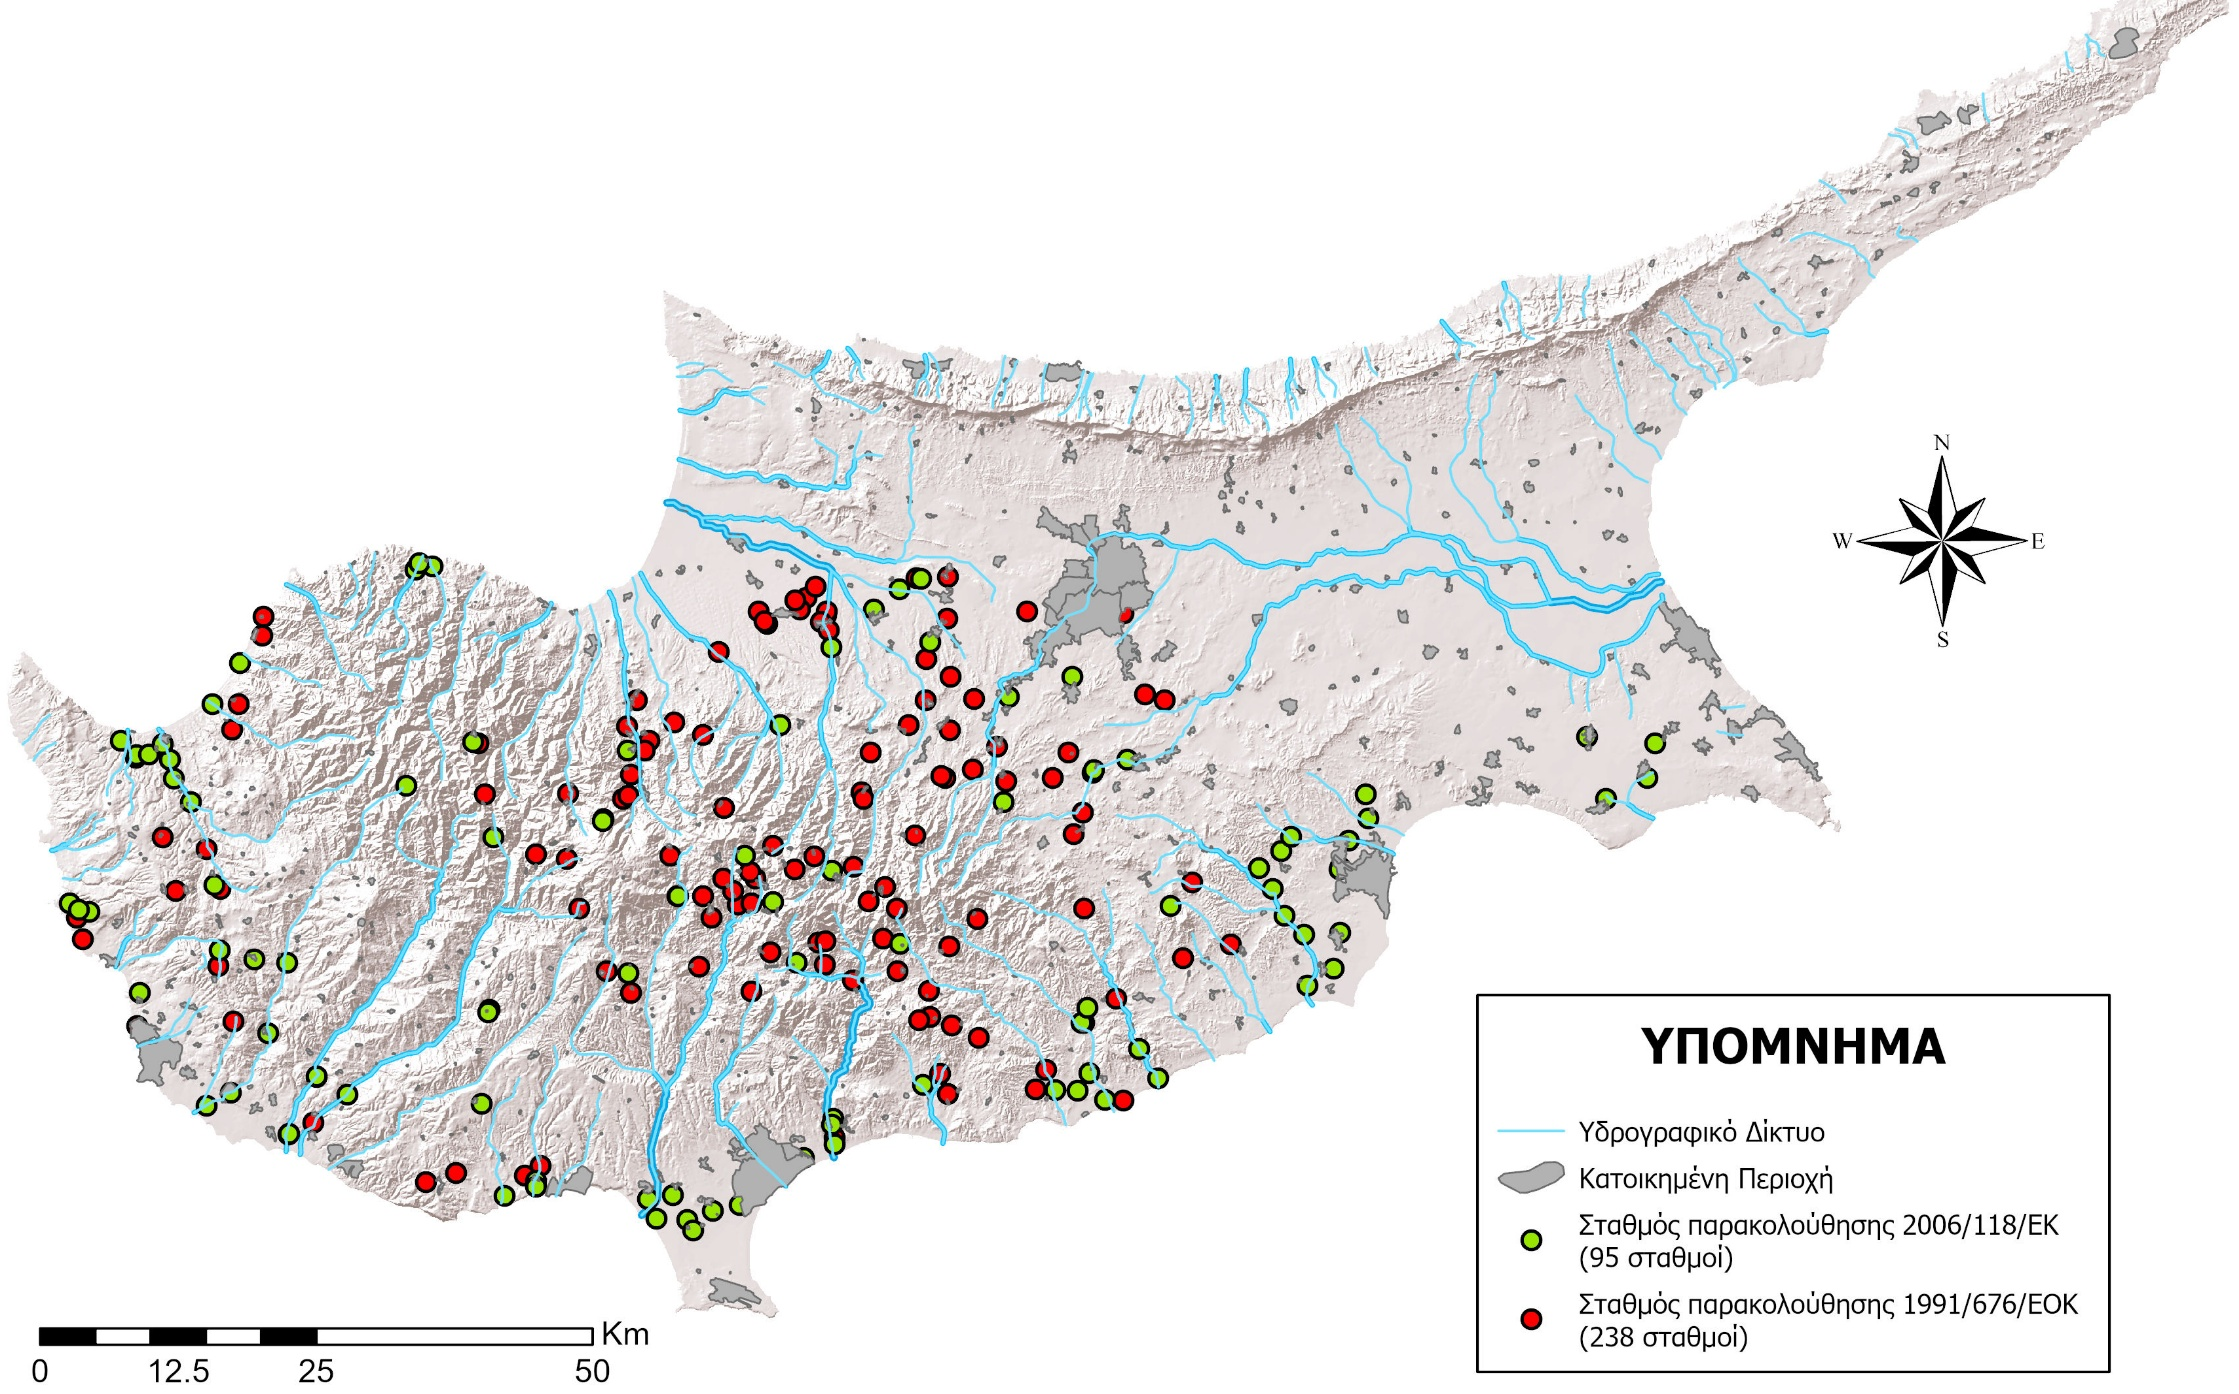 N
W E
S
ΥΠΟΜΝΗΜΑ
Υδρογραφικό Δίκτυο
Κατοικημένη Περιοχή
Σταθμός παρακολούθησης 2006/118/ΕΚ
(95 σταθμοί)
Σταθμός παρακολούθησης 1991/676/ΕΟΚ
(238 σταθμοί)
Km
0 12.5 25 50